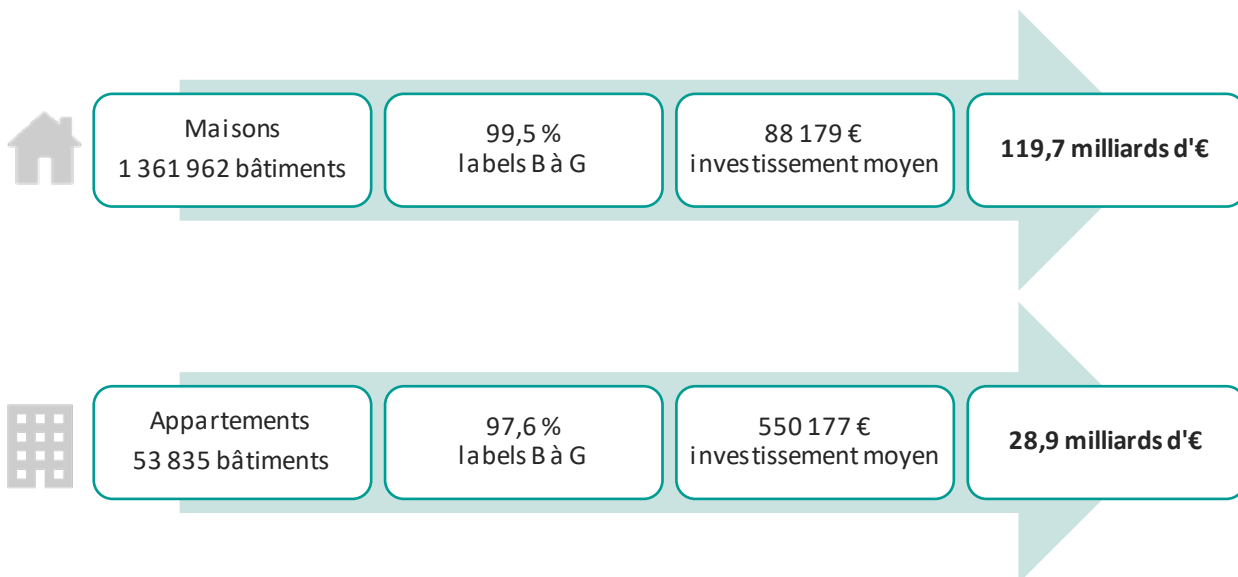 Maisons
1 361 962 bâtiments
99,5 %
labels B à G
88 179 €
investissement moyen
119,7 milliards d'€
Appartements
53 835 bâtiments
97,6 %
labels B à G
550 177 €
investissement moyen
28,9 milliards d'€